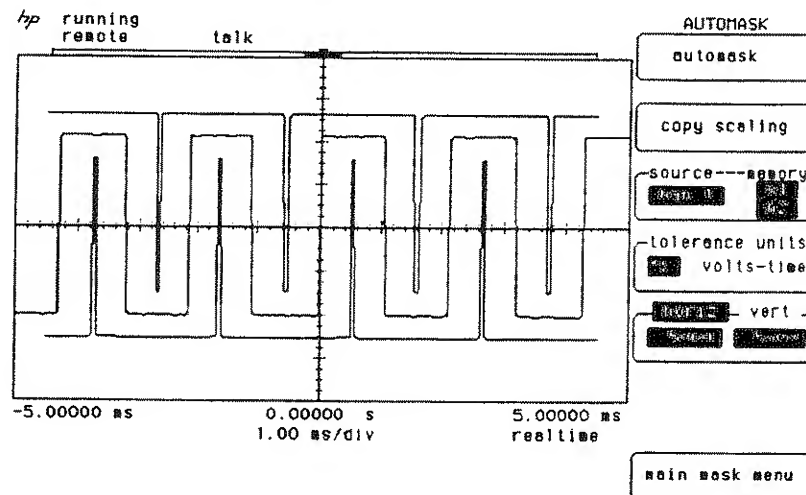 hp running
remote talk
AUTOMASK
automask
copy scaling
source---memory
tolerance units
volts-time
vert
-5.00000 ms 0.00000 s 5.00000 ms
1.00 ms/div realtime
main mask menu